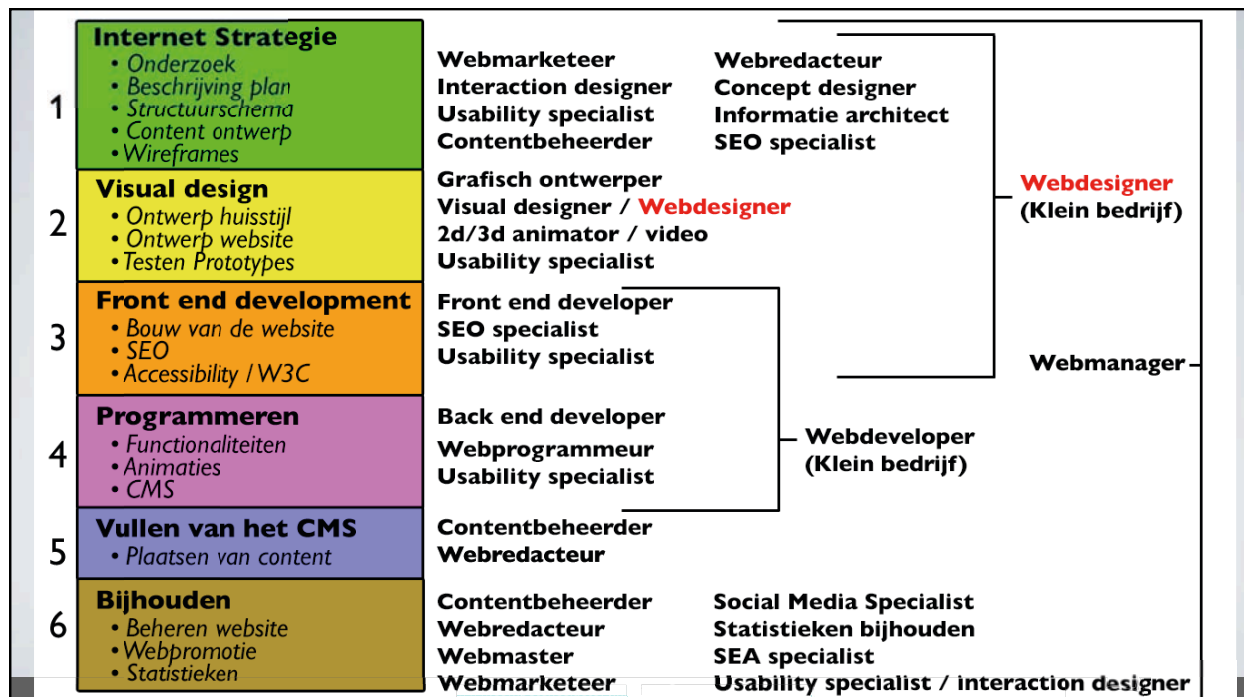 1
Internet Strategie
• Onderzoek
• Beschrijving plan
• Structuurschema
• Content ontwerp
• Wireframes
Webmarketeer
Interaction designer
Usability specialist
Contentbeheerder
Webredacteur
Concept designer
Informatie architect
SEO specialist
2
Visual design
• Ontwerp huisstijl
• Ontwerp website
• Testen Prototypes
Grafisch ontwerper
Visual designer / Webdesigner
2d/3d animator / video
Usability specialist
Webdesigner
(Klein bedrijf)
3
Front end development
• Bouw van de website
• SEO
• Accessibility / W3C
Front end developer
SEO specialist
Usability specialist
Webmanager
4
Programmeren
• Functionaliteiten
• Animaties
• CMS
Back end developer
Webprogrammeur
Usability specialist
Webdeveloper
(Klein bedrijf)
5
Vullen van het CMS
• Plaatsen van content
Contentbeheerder
Webredacteur
6
Bijhouden
• Beheren website
• Webpromotie
• Statistieken
Contentbeheerder
Webredacteur
Webmaster
Webmarketeer
Social Media Specialist
Statistieken bijhouden
SEA specialist
Usability specialist / interaction designer